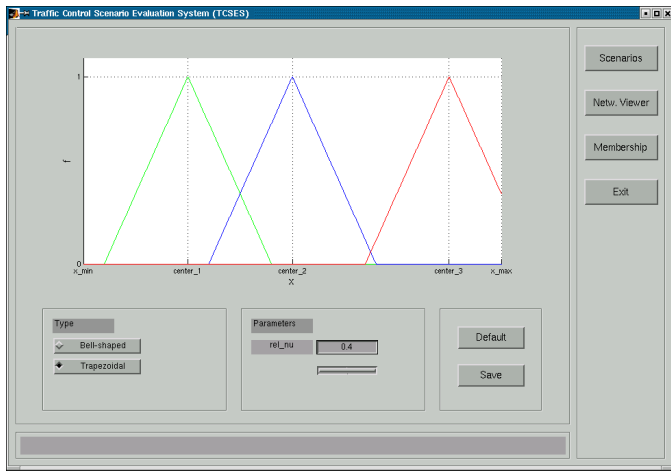 Traffic Control Scenario Evaluation System (TCSES)
1
f
0
x_min center_1 center_2 center_3 x_max
X
Scenarios
Netw. Viewer
Membership
Exit
Type
Bell-shaped
Trapezoidal
Parameters
rel_nu 0.4
Default
Save